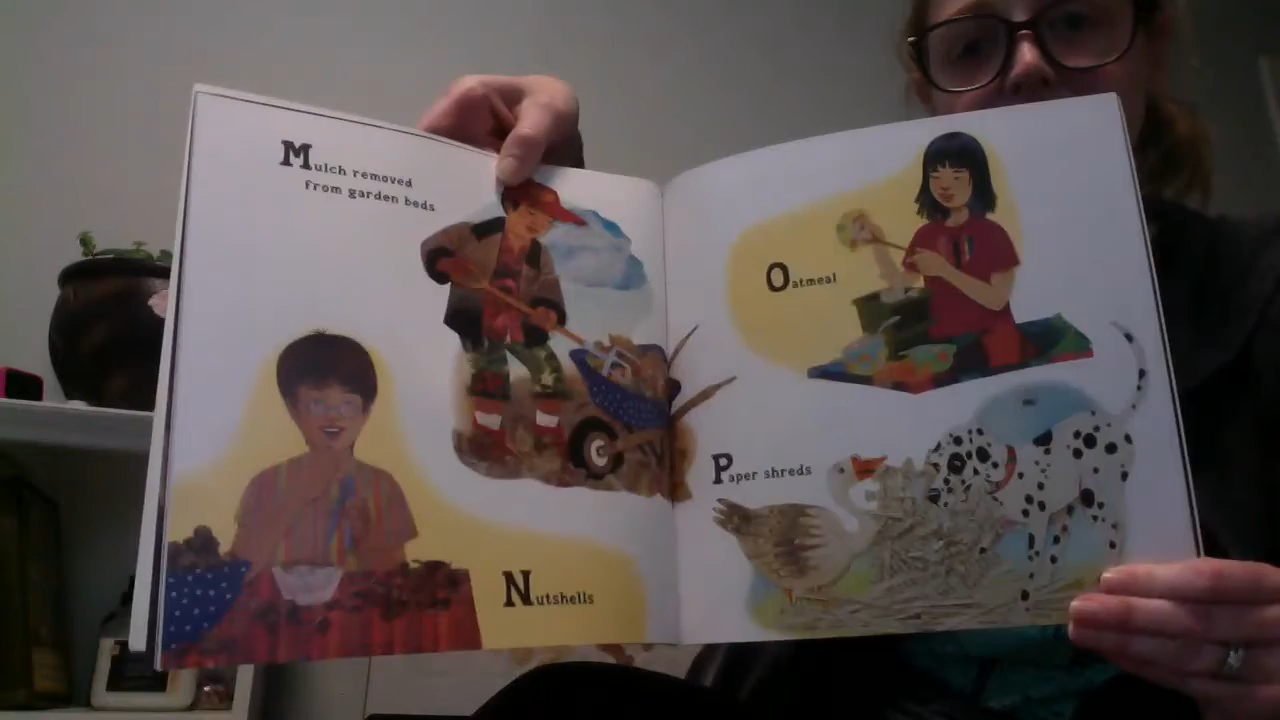 Mulch removed
from garden beds
Nutshells
Oatmeal
Paper shreds